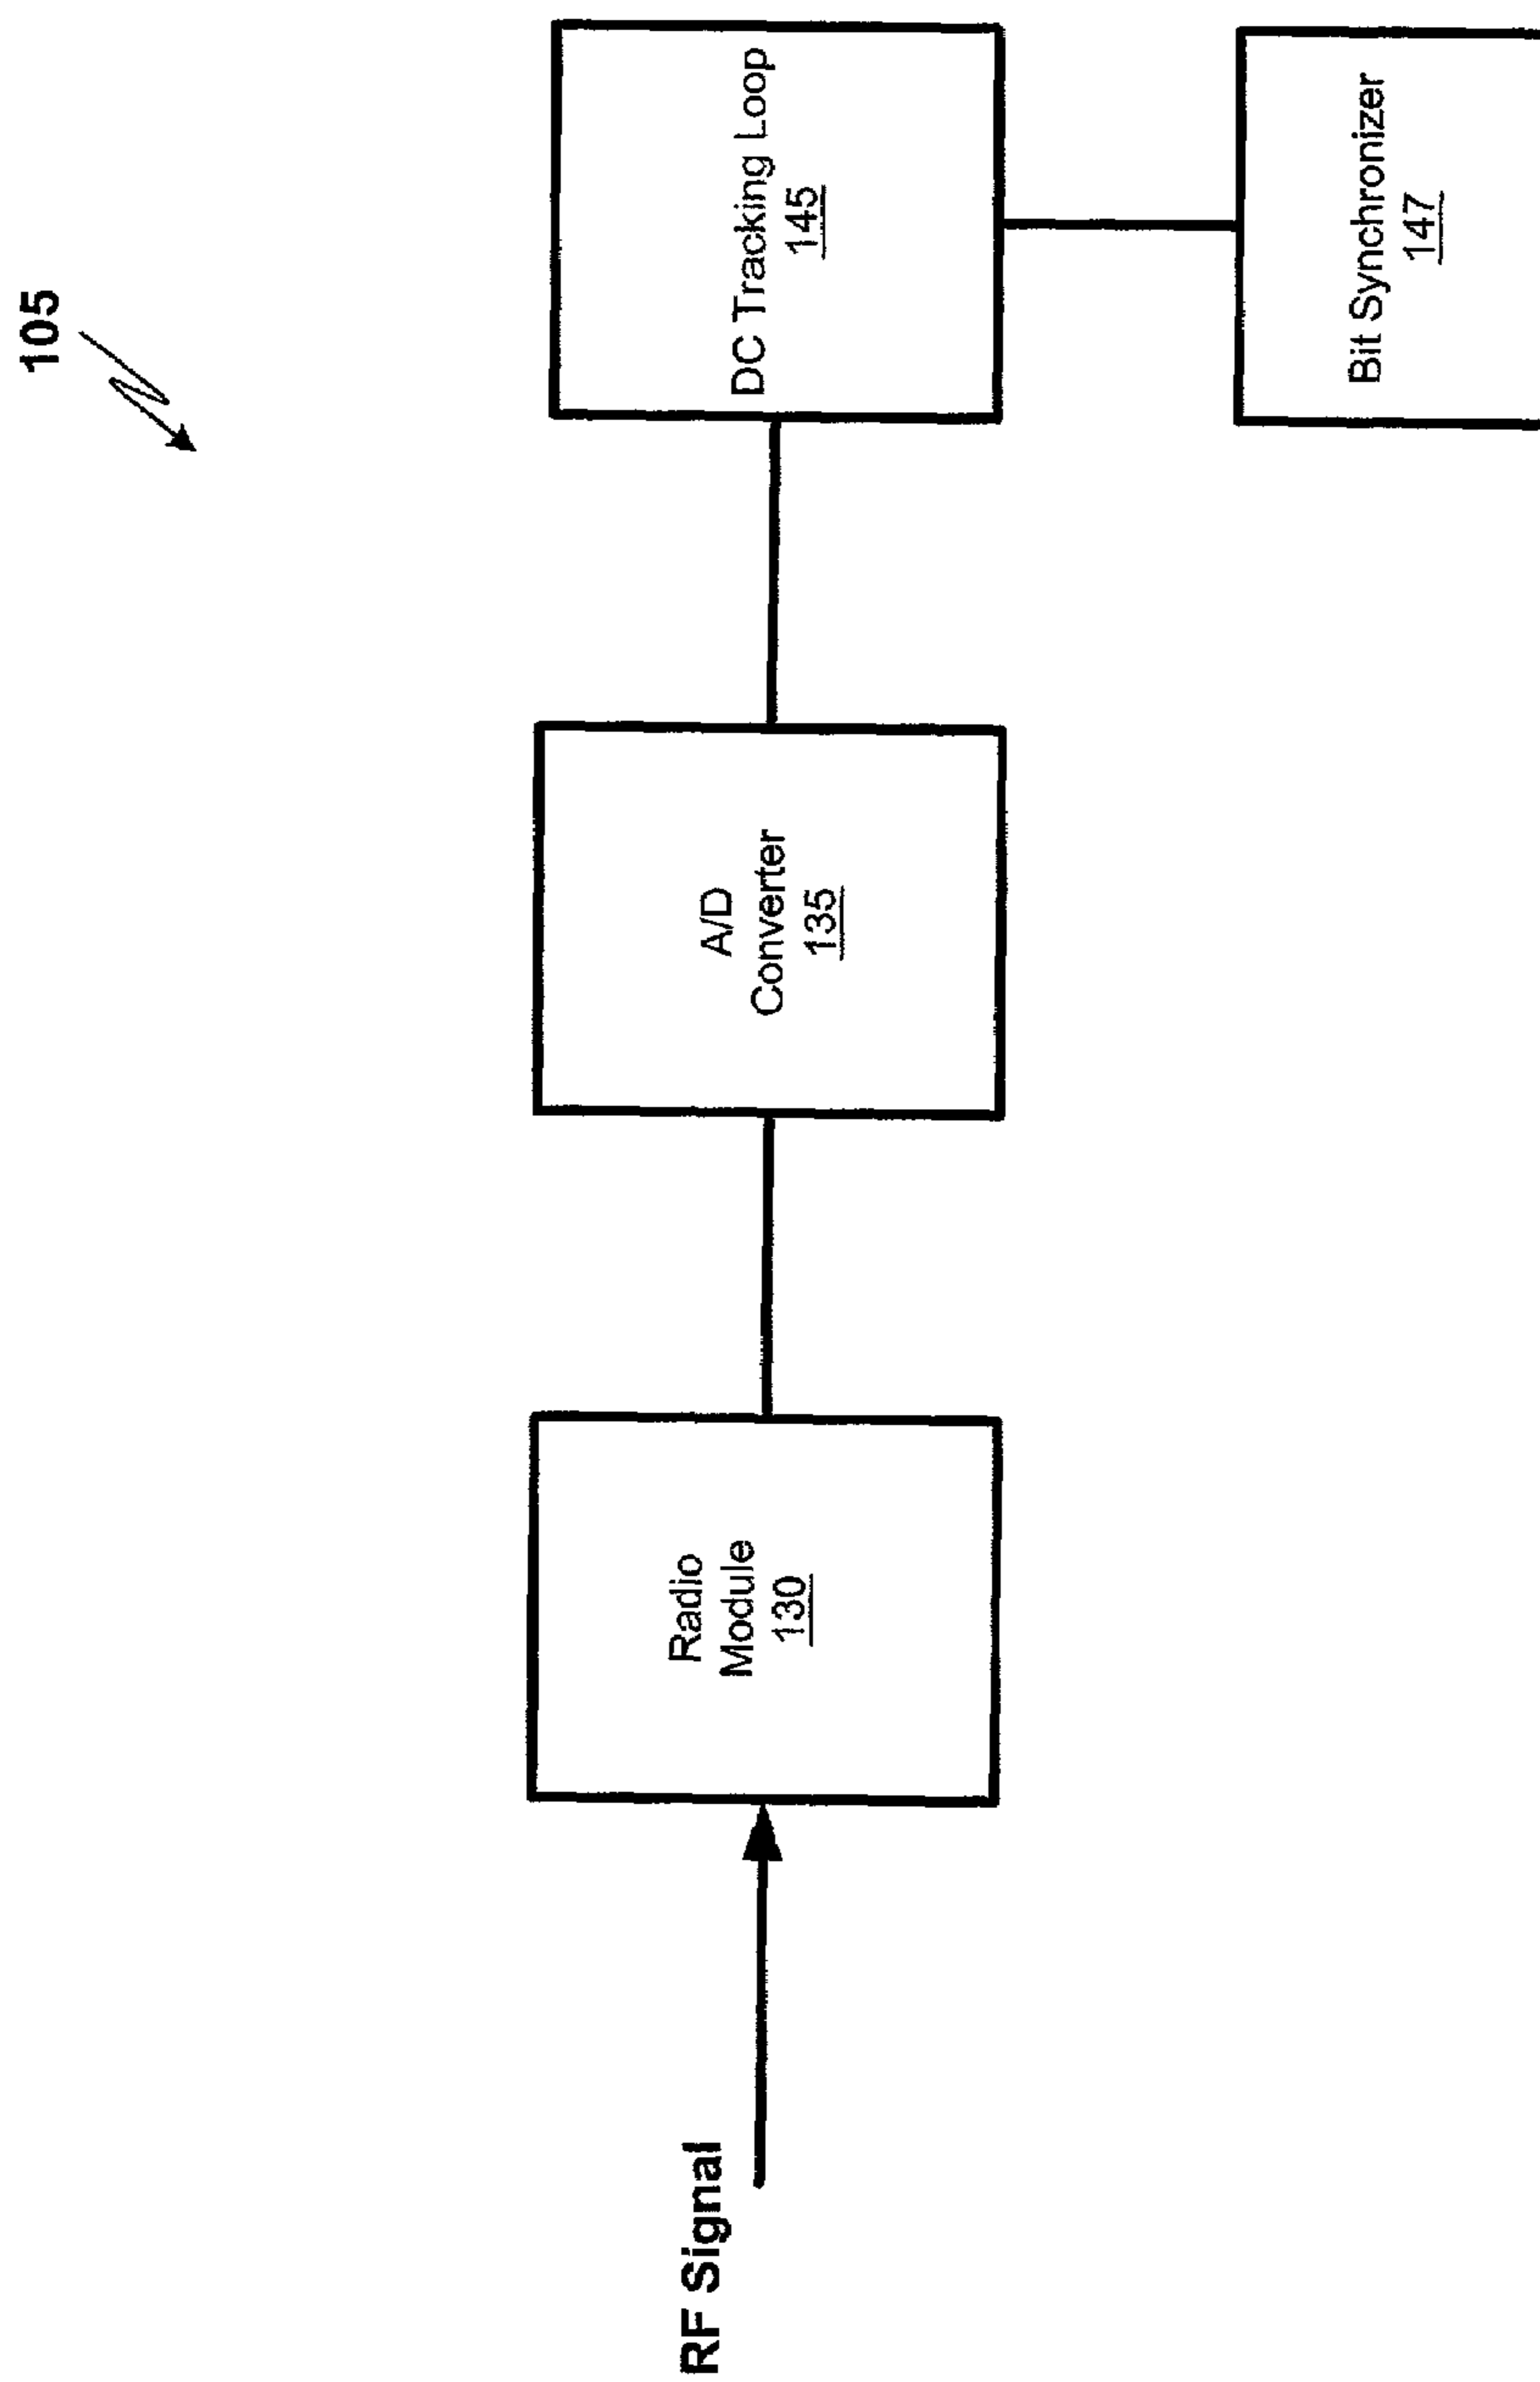 105
RF Signal
Radio
Module
130
A/D
Converter
135
DC Tracking Loop
145
Bit Synchronizer
147